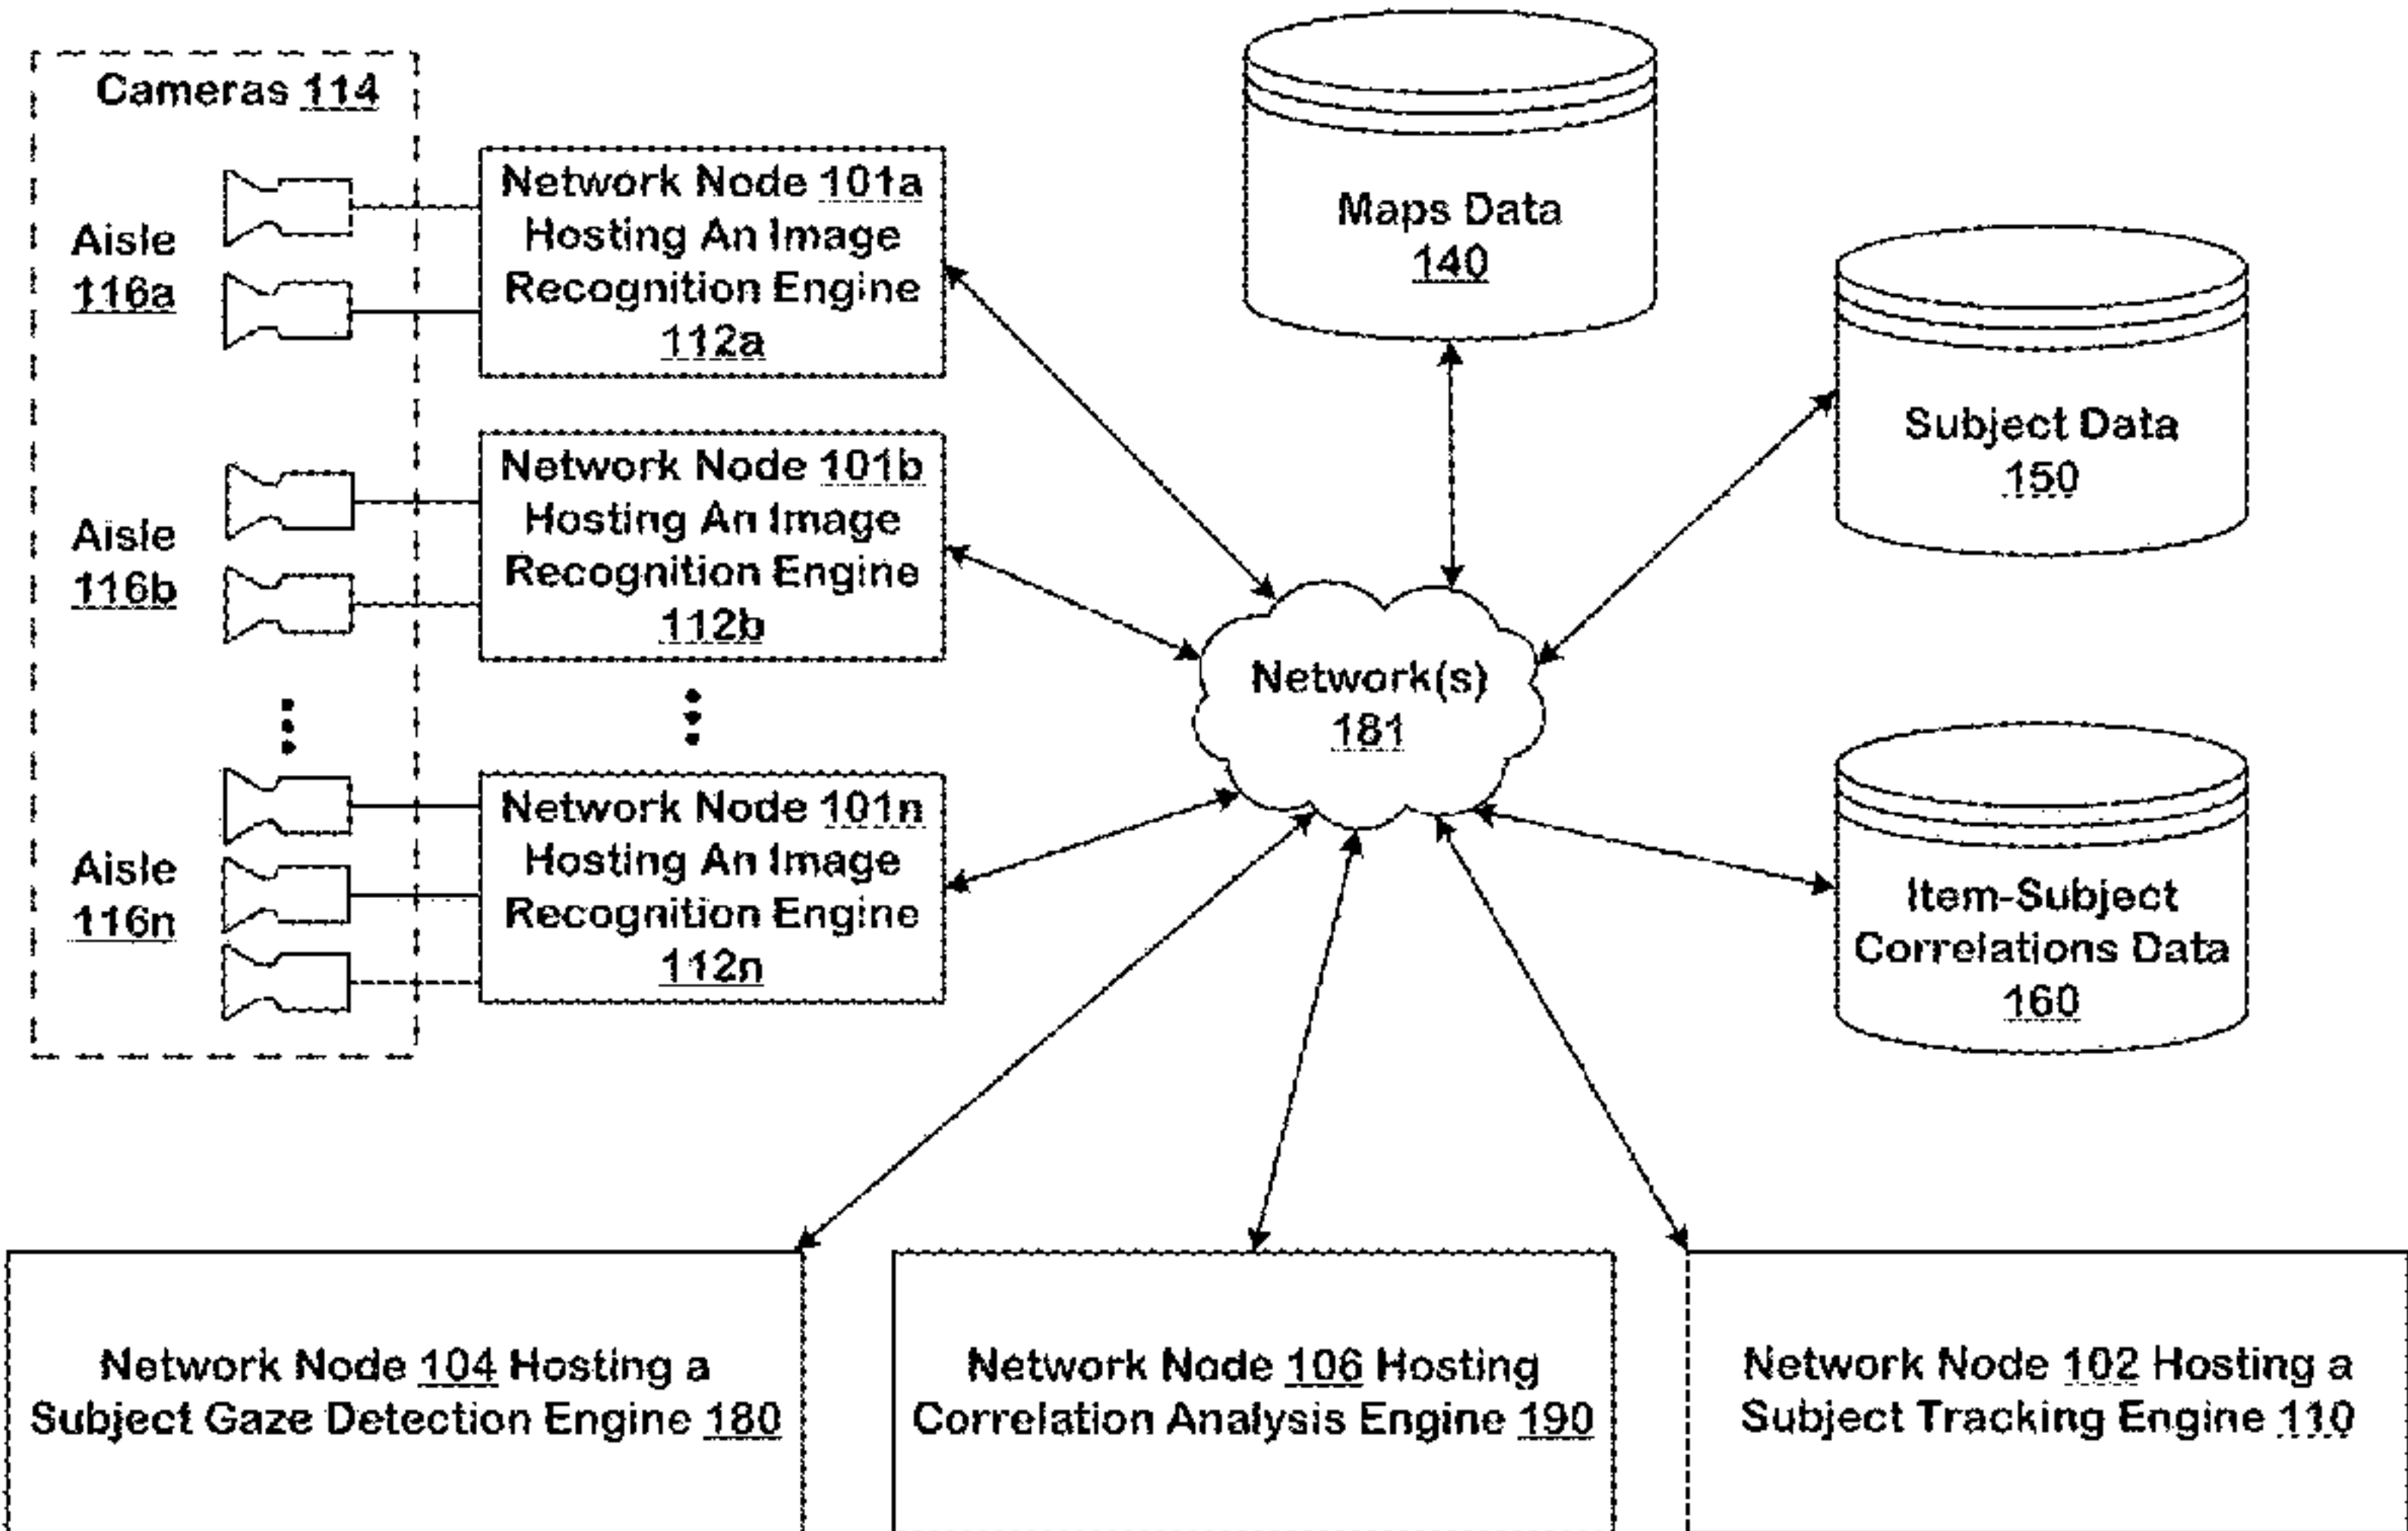 Cameras 114
Aisle
116a
Network Node 101a
Hosting An Image
Recognition Engine
112a
Aisle
116b
Network Node 101b
Hosting An Image
Recognition Engine
112b
Aisle
116n
Network Node 101n
Hosting An Image
Recognition Engine
112n
Maps Data
140
Subject Data
150
Network(s)
181
Item-Subject
Correlations Data
160
Network Node 104 Hosting a
Subject Gaze Detection Engine 180
Network Node 106 Hosting
Correlation Analysis Engine 190
Network Node 102 Hosting a
Subject Tracking Engine 110